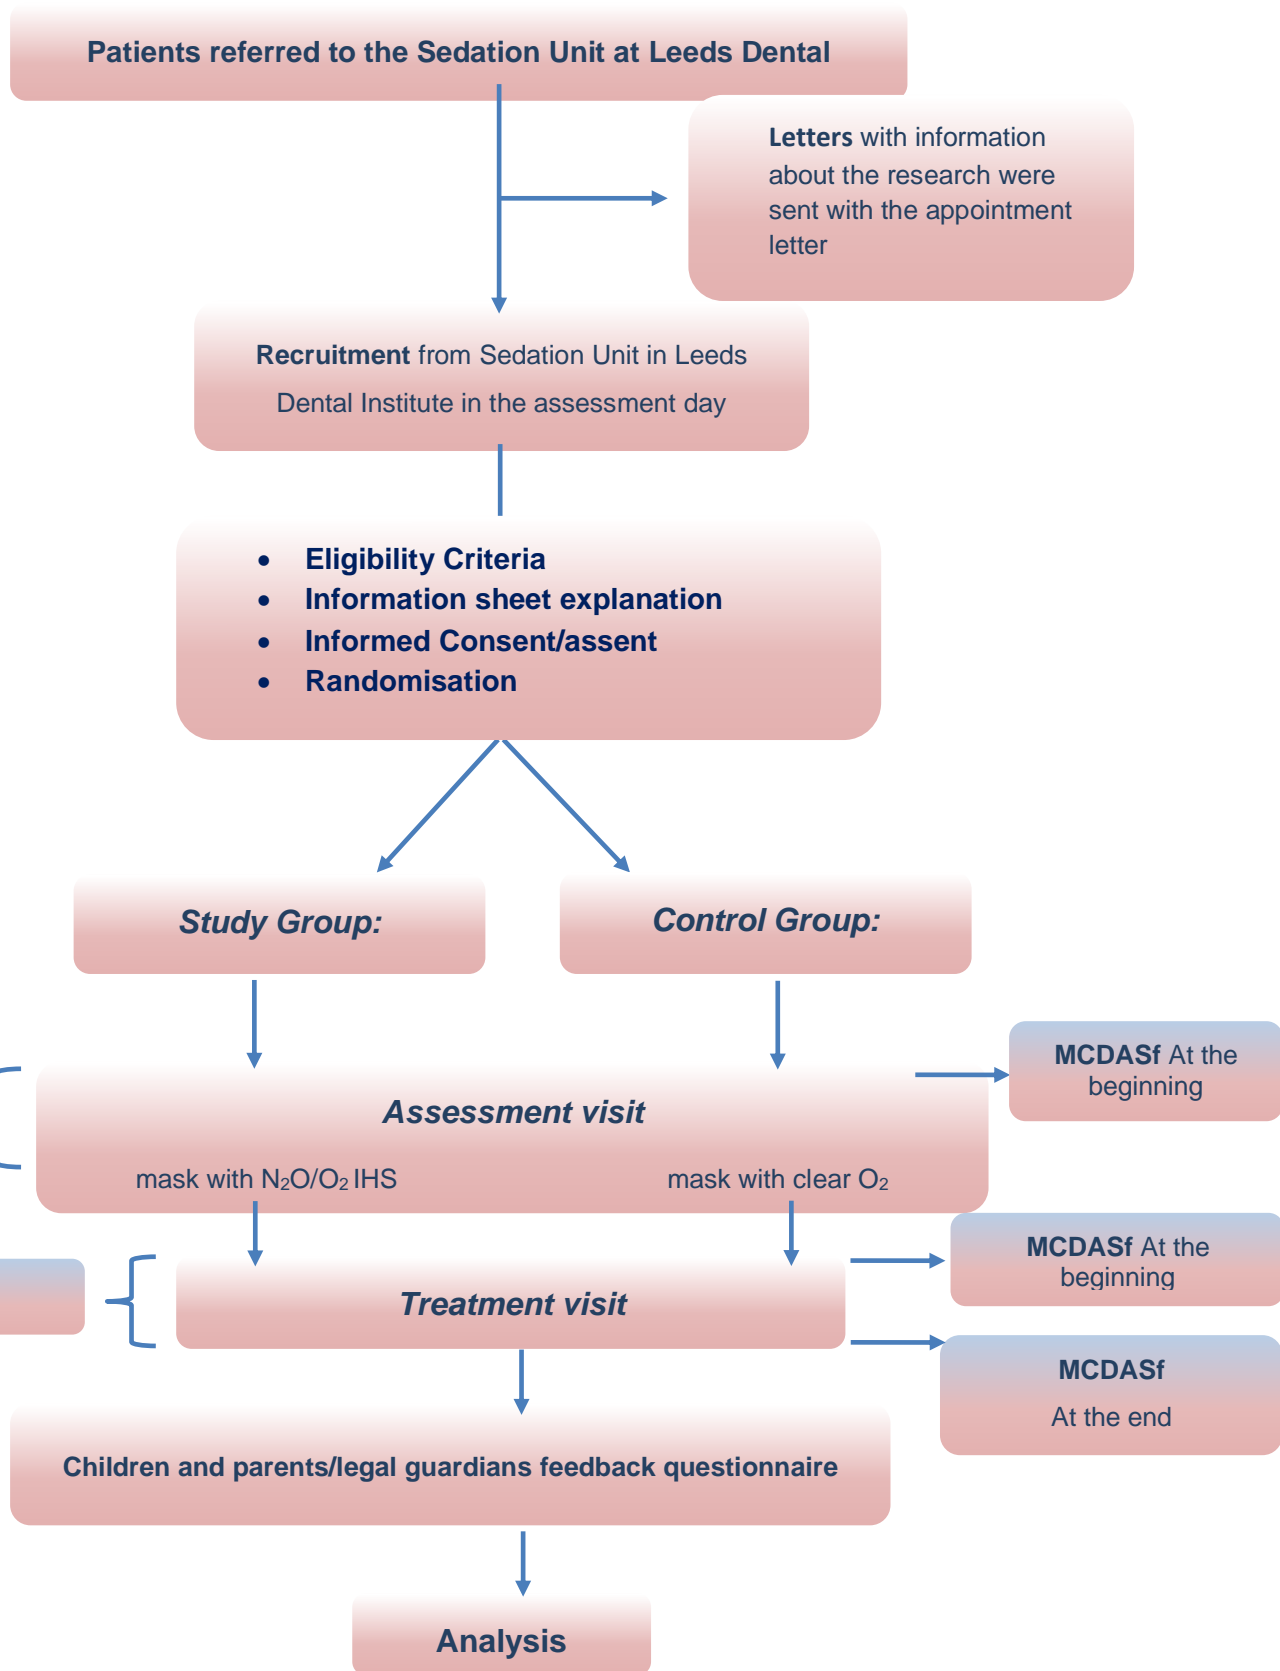 Patients referred to the Sedation Unit at Leeds Dental
Letters with information
about the research were
sent with the appointment
letter
Recruitment from Sedation Unit in Leeds
Dental Institute in the assessment day
• Eligibility Criteria
• Information sheet explanation
• Informed Consent/assent
• Randomisation
Study Group:
Control Group:
MCDASf At the
beginning
Assessment visit
mask with N₂O/O₂ IHS
mask with clear O₂
MCDASf At the
beginning
Treatment visit
MCDASf
At the end
Children and parents/legal guardians feedback questionnaire
Analysis